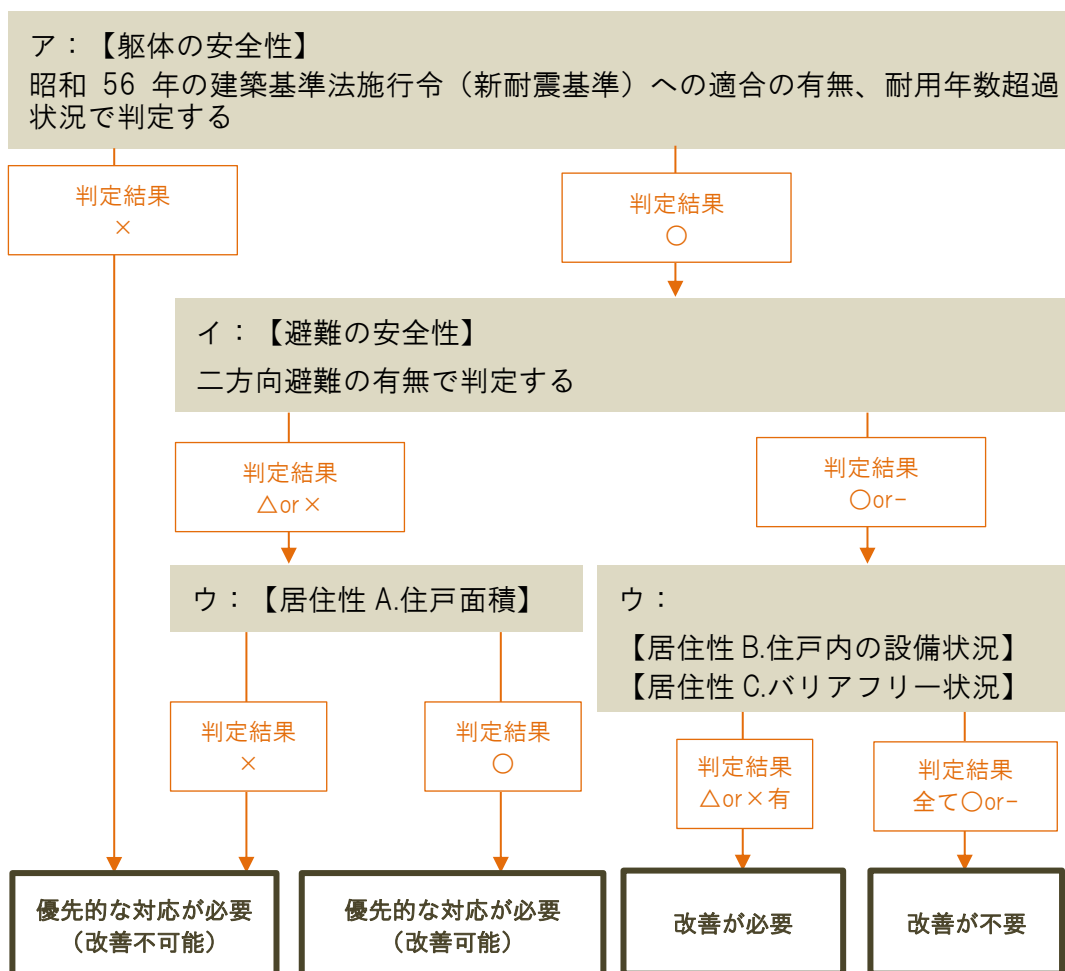 ア：【躯体の安全性】
昭和 56 年の建築基準法施行令（新耐震基準）への適合の有無、耐用年数超過
状況で判定する
判定結果
×
判定結果
○
イ：【避難の安全性】
二方向避難の有無で判定する
判定結果
△or×
判定結果
○or-
ウ：【居住性 A.住戸面積】
ウ：
【居住性 B.住戸内の設備状況】
【居住性 C.バリアフリー状況】
判定結果
×
判定結果
○
判定結果
△or×有
判定結果
全て○or-
優先的な対応が必要
（改善不可能）
優先的な対応が必要
（改善可能）
改善が必要
改善が不要